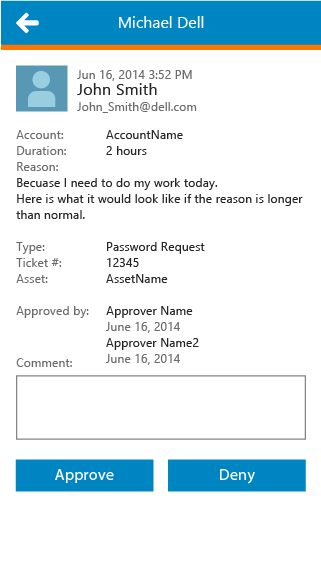 Michael Dell
Jun 16, 2014 3:52 PM
John Smith
John_Smith@dell.com
Account: AccountName
Duration: 2 hours
Reason:
Becuase I need to do my work today.
Here is what it would look like if the reason is longer
than normal.
Type: Password Request
Ticket #: 12345
Asset: AssetName
Approved by: Approver Name
June 16, 2014
Approver Name2
June 16, 2014
Comment:
Approve Deny